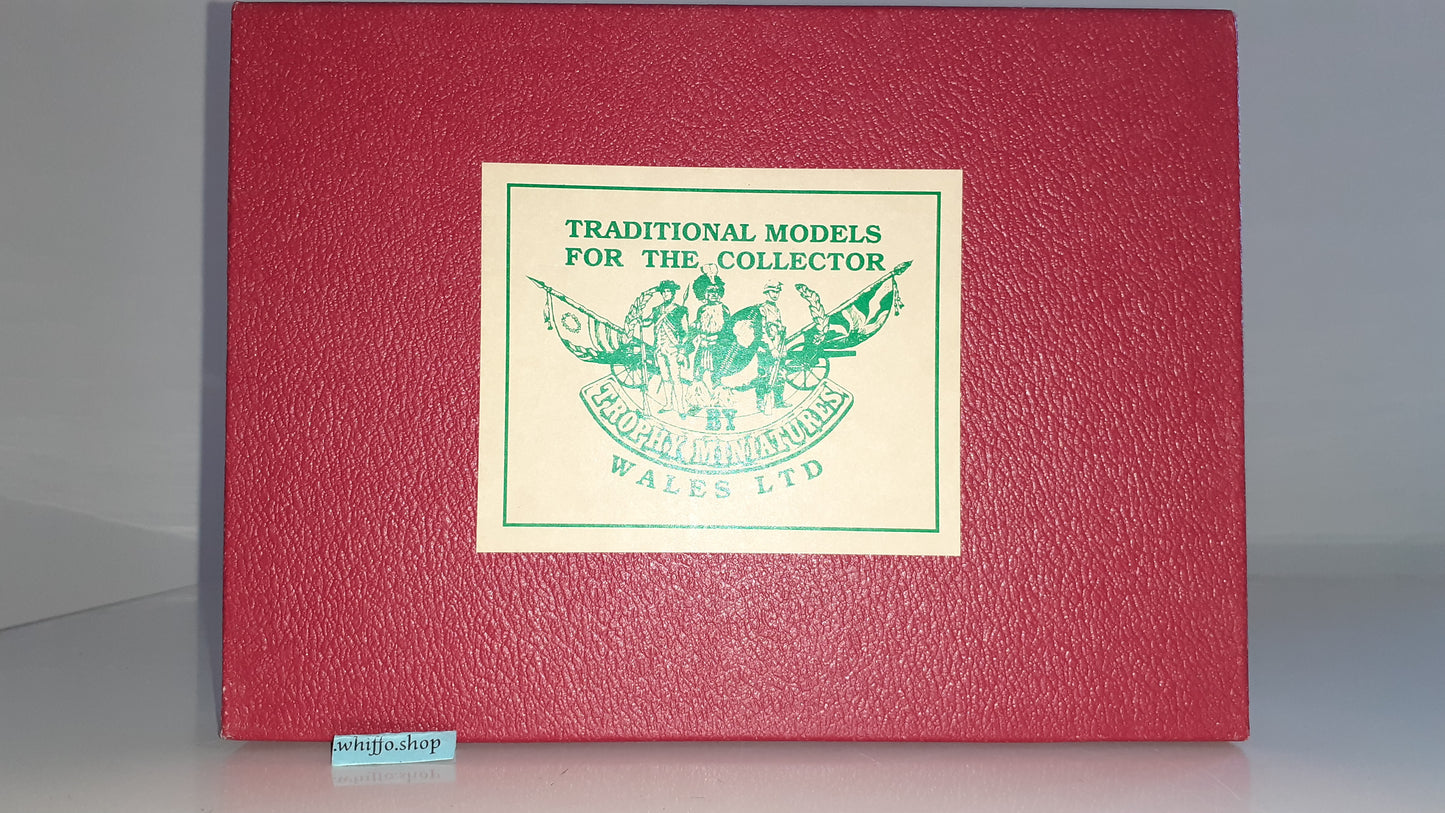 TRADITIONAL MODELS
FOR THE COLLECTOR
BY
TROPHY MINIATURES
WALES LTD
.whiffo.shop